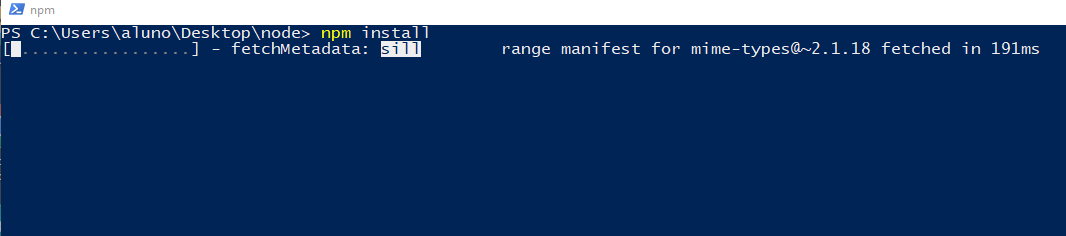 npm
PS C:\Users\aluno\Desktop\node> npm install
[ ................] - fetchMetadata: sill range manifest for mime-types@~2.1.18 fetched in 191ms